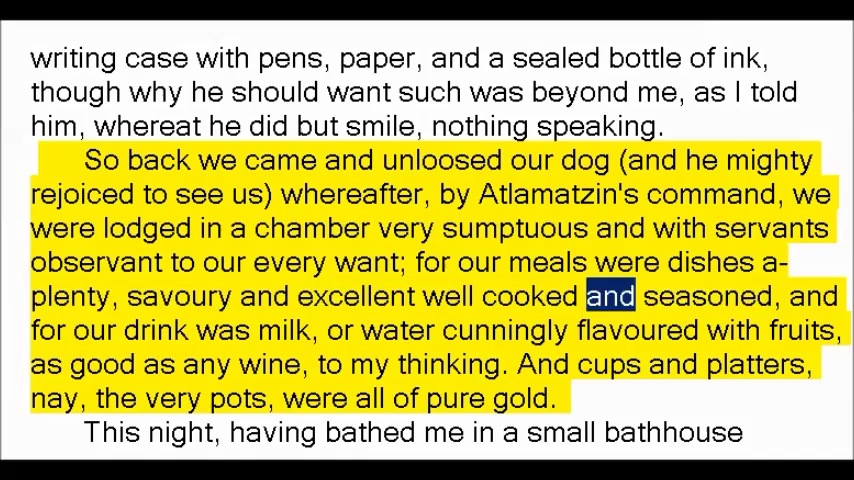 writing case with pens, paper, and a sealed bottle of ink,
though why he should want such was beyond me, as I told
him, whereat he did but smile, nothing speaking.
So back we came and unloosed our dog (and he mighty
rejoiced to see us) whereafter, by Atlamatzin's command, we
were lodged in a chamber very sumptuous and with servants
observant to our every want; for our meals were dishes a-
plenty, savoury and excellent well cooked and seasoned, and
for our drink was milk, or water cunningly flavoured with fruits,
as good as any wine, to my thinking. And cups and platters,
nay, the very pots, were all of pure gold.
This night, having bathed me in a small bathhouse